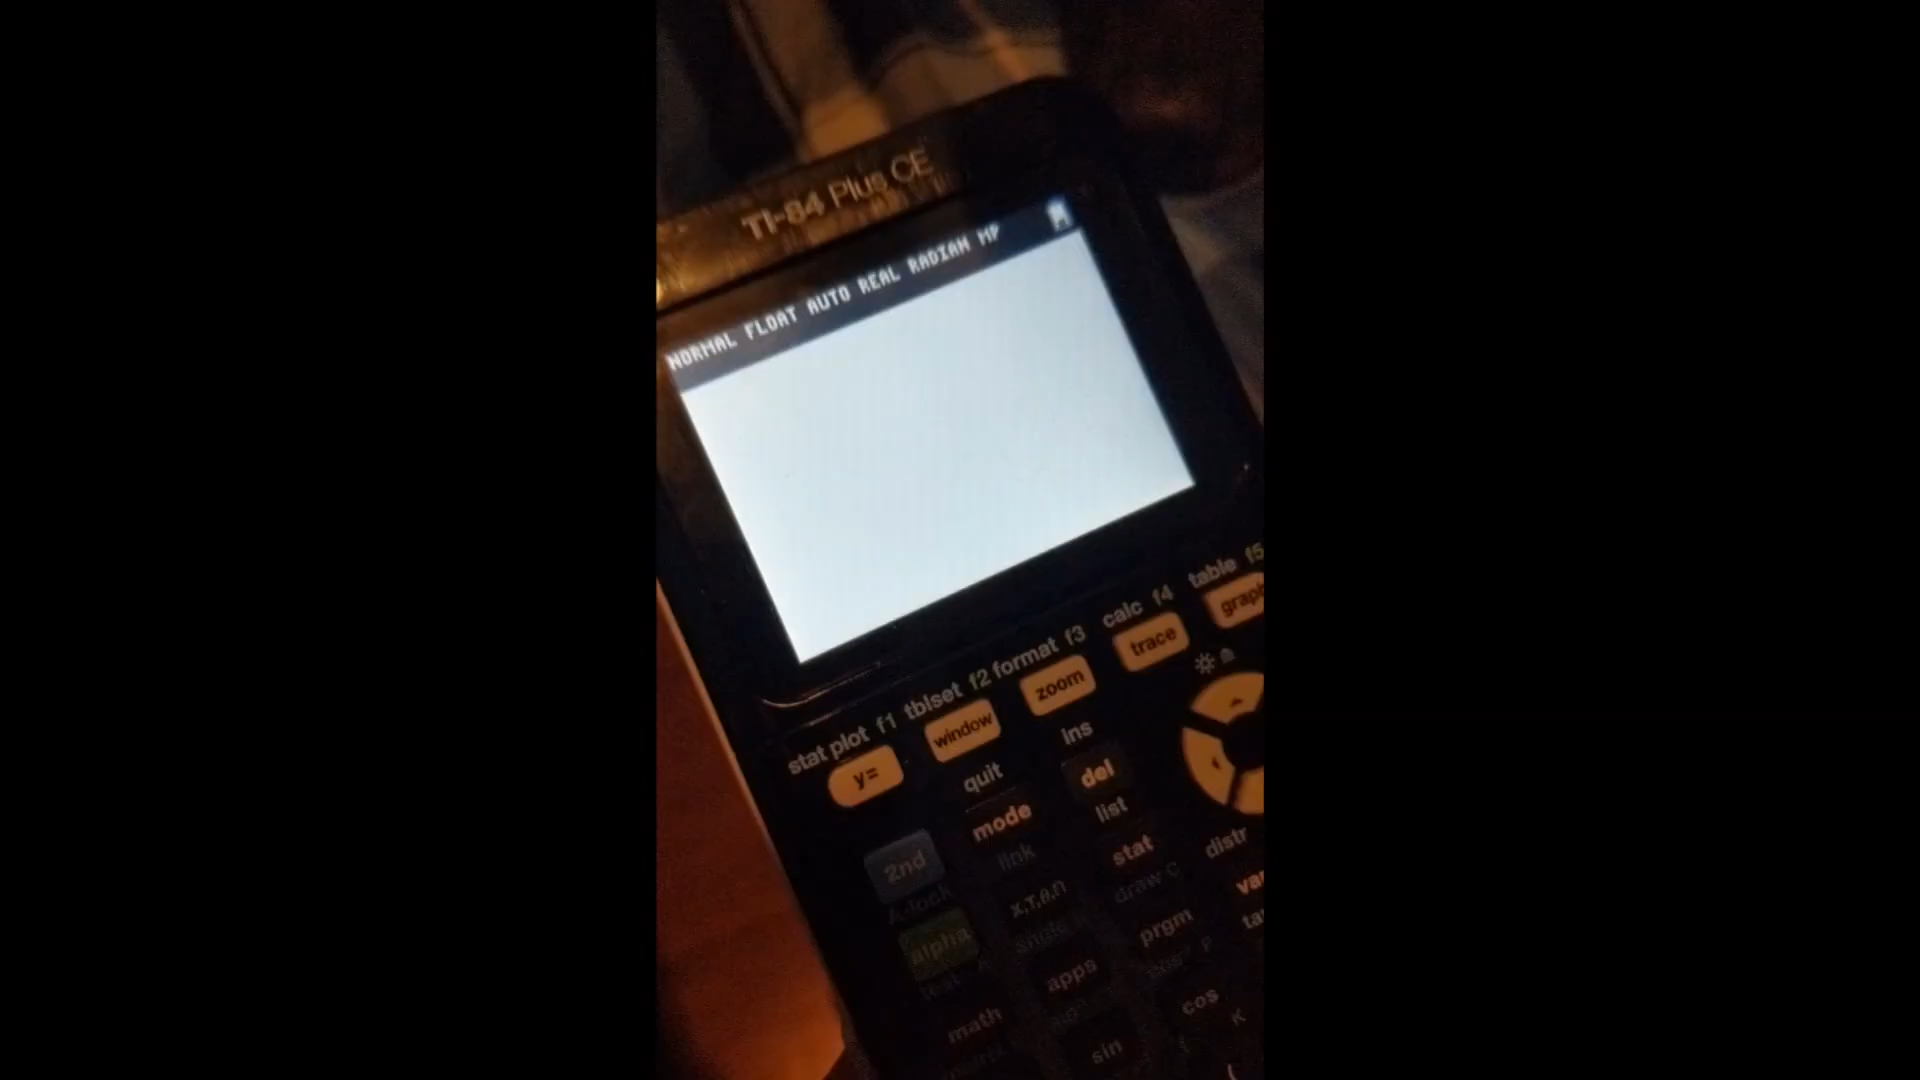 TI-84 Plus CE
NORMAL FLOAT AUTO REAL RADIAN MP
stat plot f1 tblset f2 format f3 calc f4 table f5
y= window zoom trace graph
quit ins
2nd mode del
A-lock link list
alpha x,T,θ,n stat
distr
math apps prgm
sin cos
K